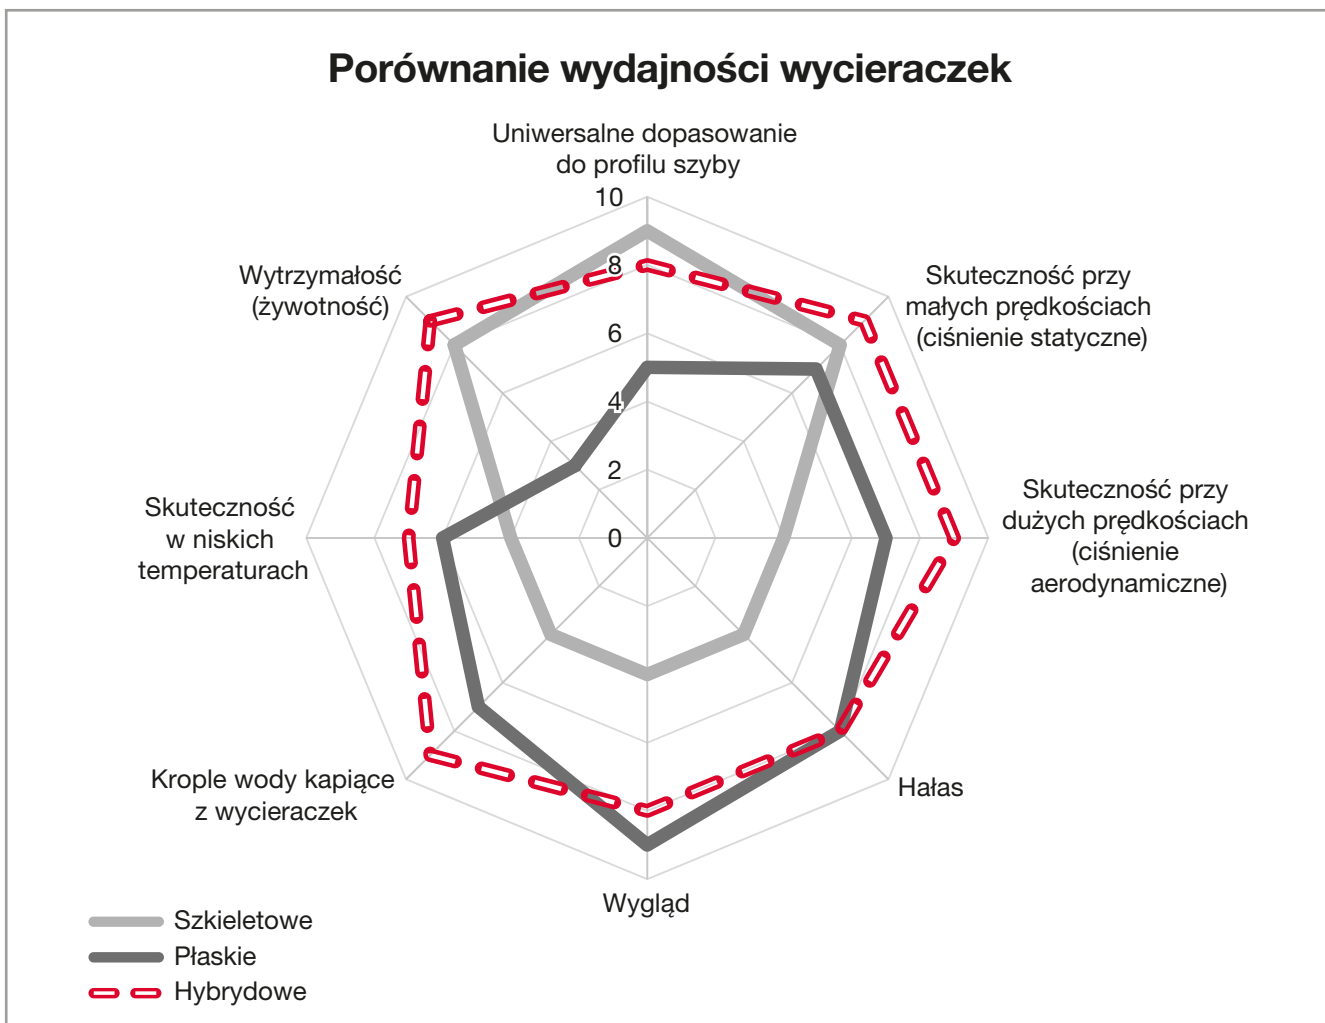 Porównanie wydajności wycieraczek
Uniwersalne dopasowanie
do profilu szyby
10
8
6
4
2
0
Skuteczność przy
małych prędkościach
(ciśnienie statyczne)
Skuteczność przy
dużych prędkościach
(ciśnienie
aerodynamiczne)
Hałas
Wygląd
Krople wody kapiące
z wycieraczek
Skuteczność
w niskich
temperaturach
Wytrzymałość
(żywotność)
Szkieletowe
Płaskie
Hybrydowe